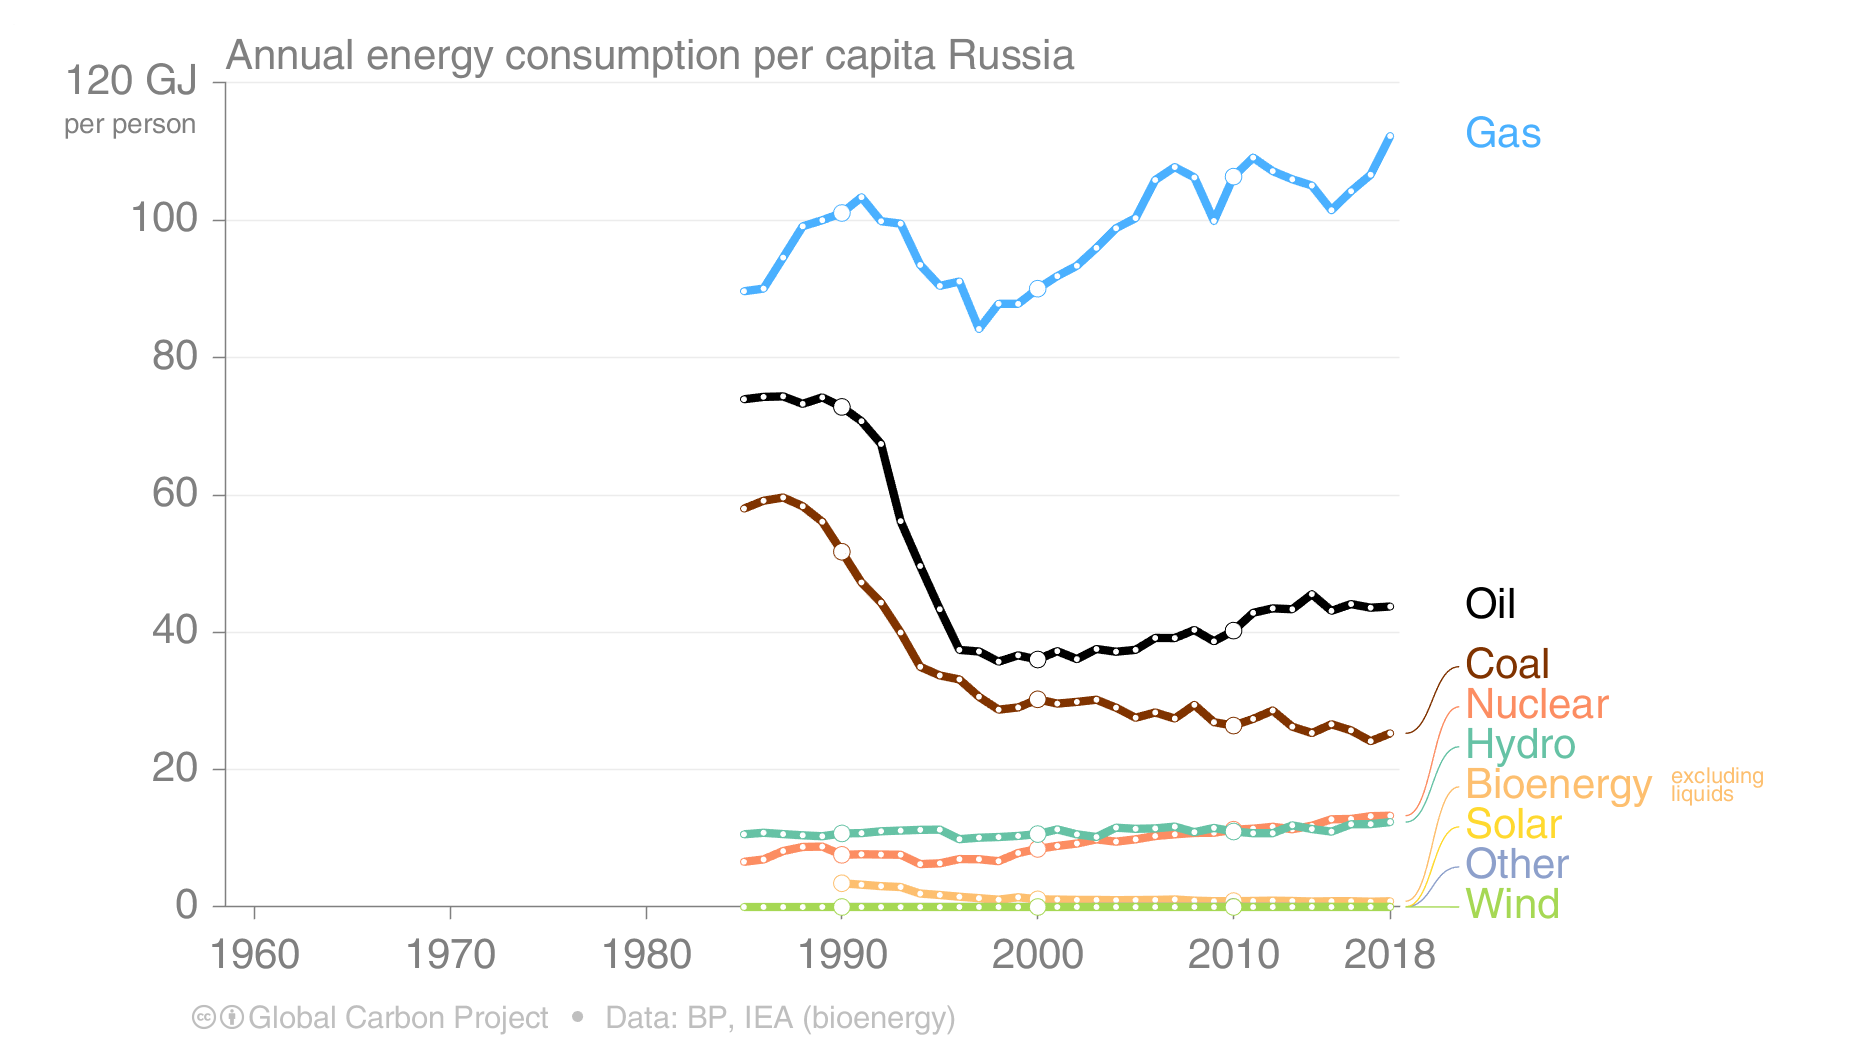 Annual energy consumption per capita Russia
120 GJ
per person
100
80
60
40
20
0
1960 1970 1980 1990 2000 2010 2018
Gas
Oil
Coal
Nuclear
Hydro
Bioenergy excluding
liquids
Solar
Other
Wind
cc Global Carbon Project • Data: BP, IEA (bioenergy)